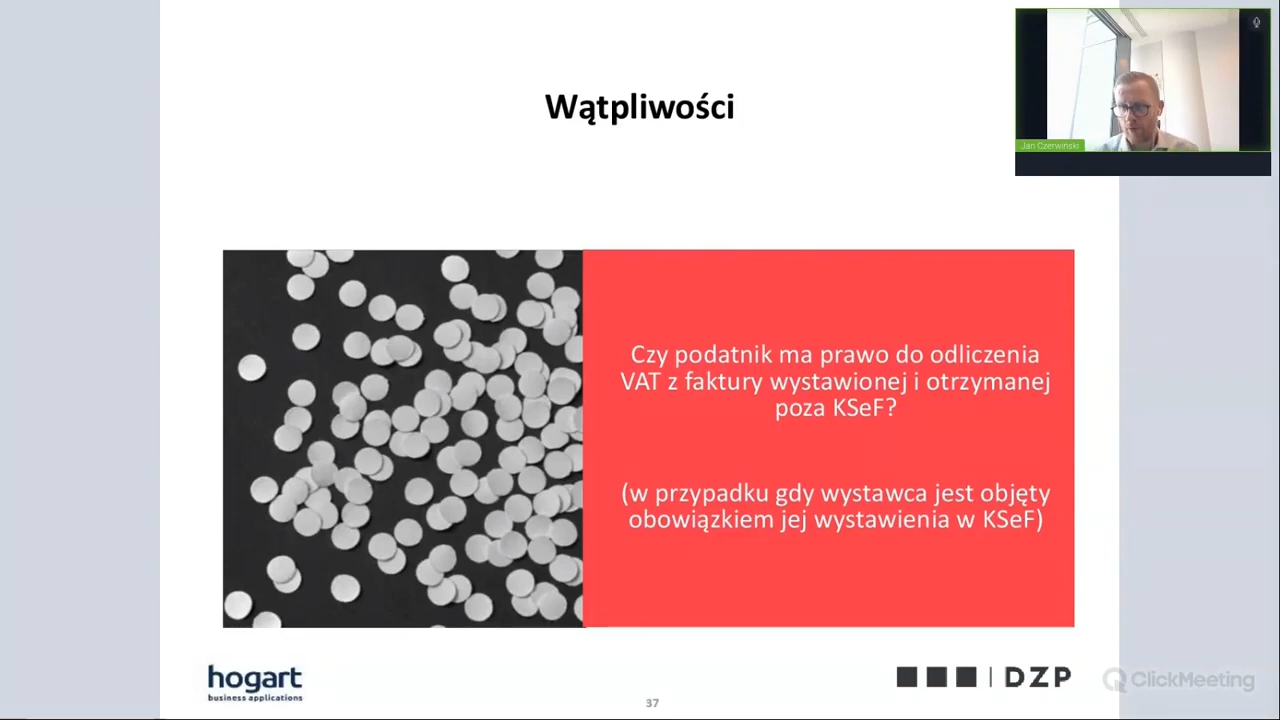 Wątpliwości
Jan Czerwiński
Czy podatnik ma prawo do odliczenia
VAT z faktury wystawionej i otrzymanej
poza KSeF?
(w przypadku gdy wystawca jest objęty
obowiązkiem jej wystawienia w KSeF)
hogart
business applications
DZP
ClickMeeting
37